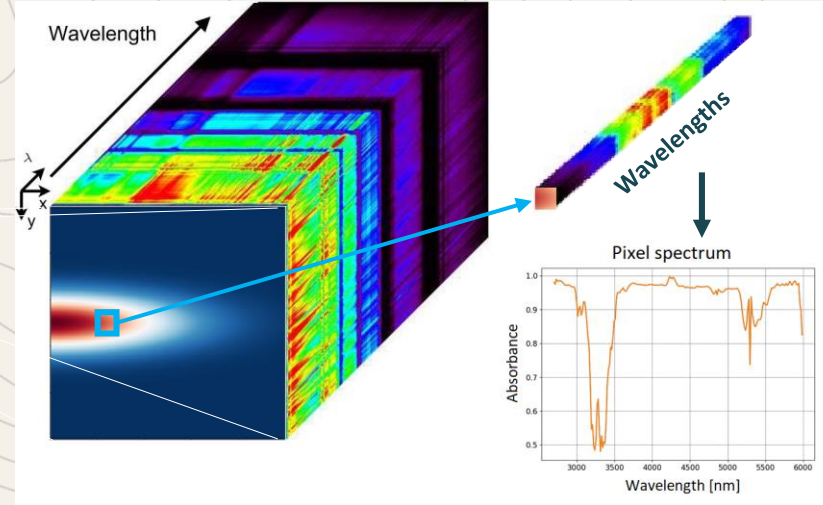 Wavelength
λ
x
y
Wavelengths
Pixel spectrum
Absorbance
1.0
0.9
0.8
0.7
0.6
0.5
3000 3500 4000 4500 5000 5500 6000
Wavelength [nm]